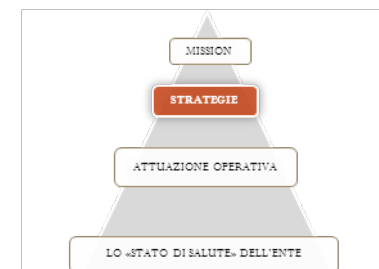 MISSION
STRATEGIE
ATTUAZIONE OPERATIVA
LO «STATO DI SALUTE» DELL'ENTE